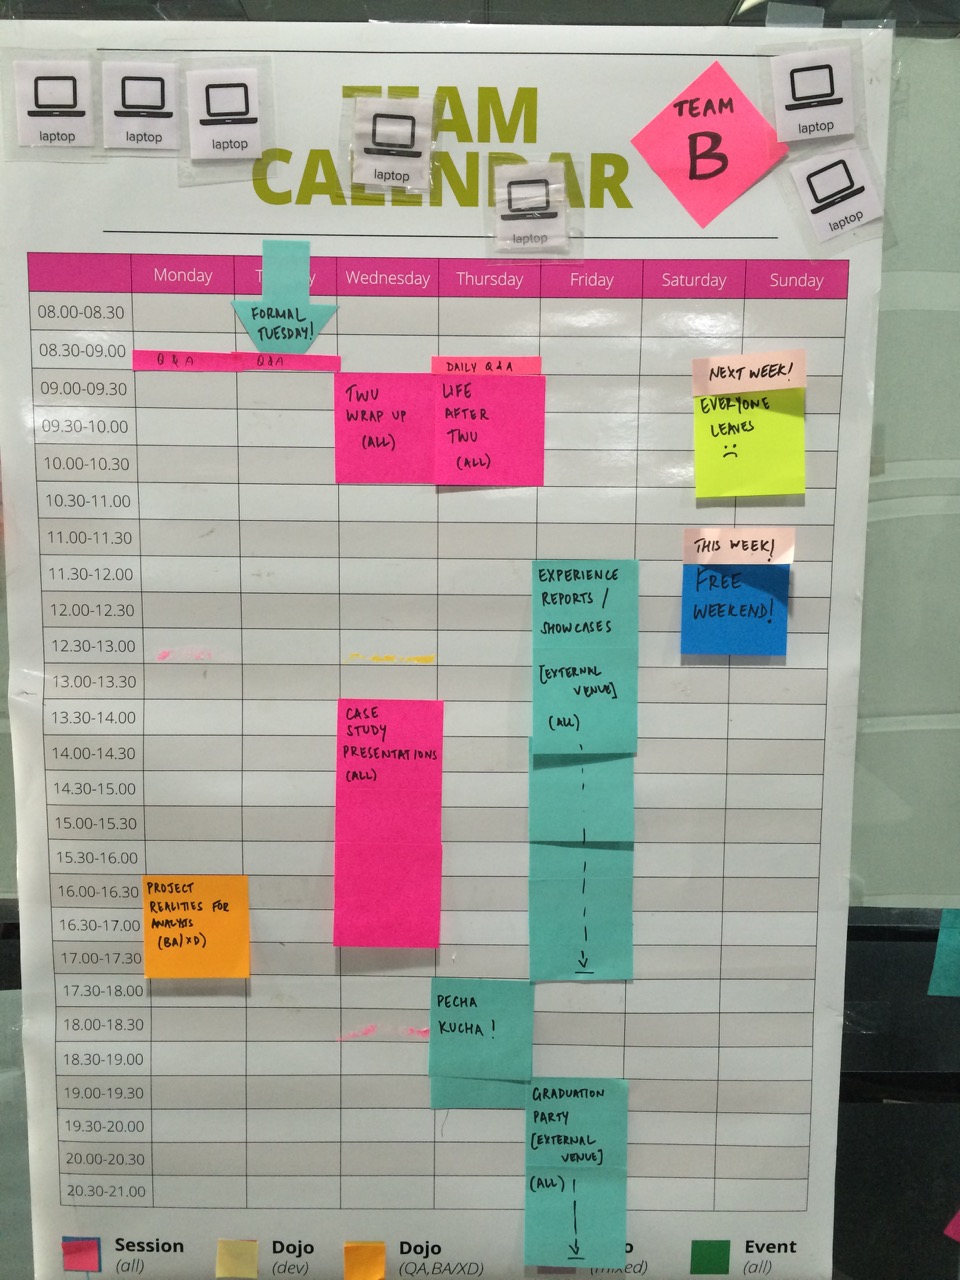 laptop
laptop
laptop
laptop
laptop
laptop
laptop
TEAM
CALENDAR
TEAM
B
Monday
Wednesday
Thursday
Friday
Saturday
Sunday
FORMAL
TUESDAY!
08.00-08.30
08.30-09.00
09.00-09.30
09.30-10.00
10.00-10.30
10.30-11.00
11.00-11.30
11.30-12.00
12.00-12.30
12.30-13.00
13.00-13.30
13.30-14.00
14.00-14.30
14.30-15.00
15.00-15.30
15.30-16.00
16.00-16.30
16.30-17.00
17.00-17.30
17.30-18.00
18.00-18.30
18.30-19.00
19.00-19.30
19.30-20.00
20.00-20.30
20.30-21.00
Q & A
Q&A
DAILY Q & A
TWU
WRAP UP
(ALL)
LIFE
AFTER
TWU
(ALL)
NEXT WEEK!
EVERYONE
LEAVES
THIS WEEK!
FREE
WEEKEND!
EXPERIENCE
REPORTS /
SHOWCASES
[EXTERNAL
VENUE]
(ALL)
CASE
STUDY
PRESENTATIONS
(ALL)
PROJECT
REALITIES FOR
ANALYSTS
(BA/XD)
PECHA
KUCHA !
GRADUATION
PARTY
[EXTERNAL
VENUE]
(ALL)
Session
(all)
Dojo
(dev)
Dojo
(QA,BA/XD)
(mixed)
Event
(all)